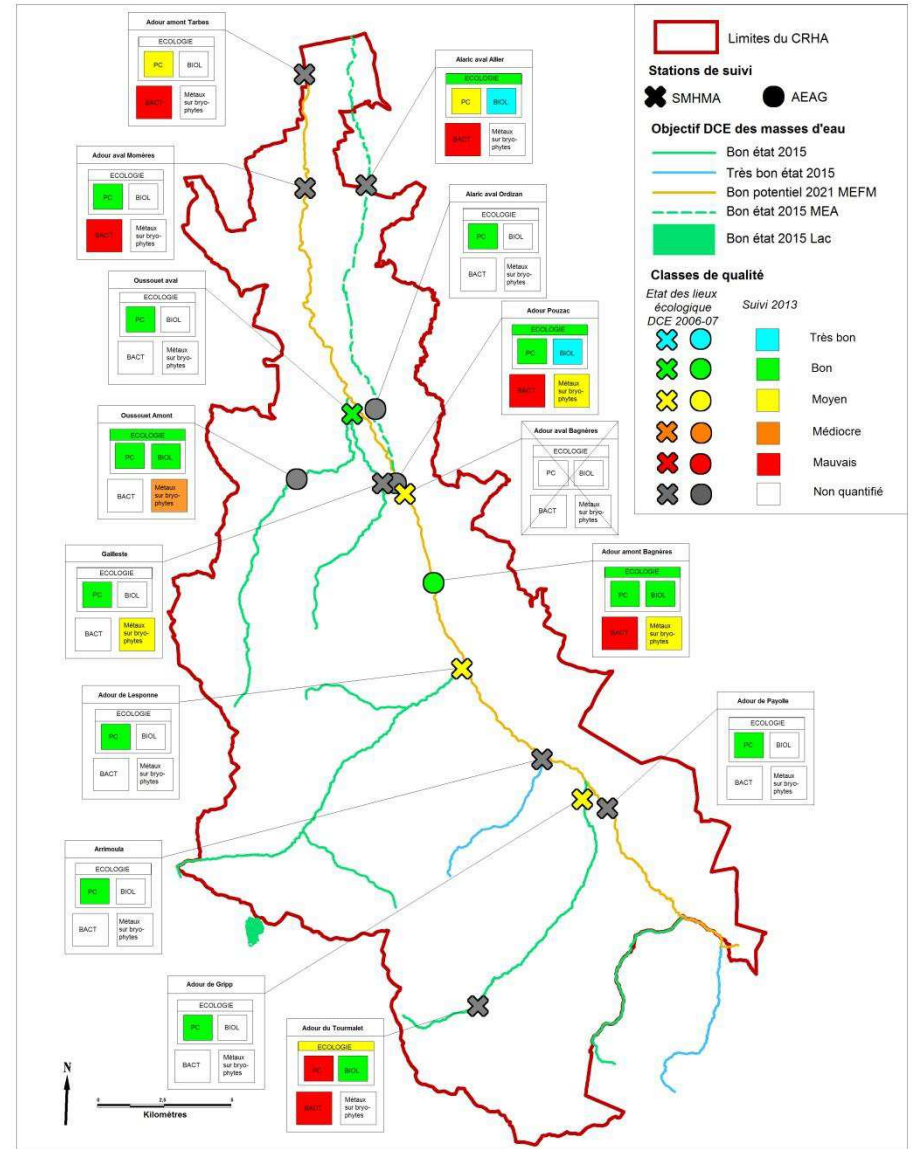 Adour amont Tarbes
ECOLOGIE
PC
BIOL
BACT
Métaux
sur bryo-
phytes
Alaric aval Allier
ECOLOGIE
PC
BIOL
BACT
Métaux
sur bryo-
phytes
Adour aval Momères
ECOLOGIE
PC
BIOL
BACT
Métaux
sur bryo-
phytes
Alaric aval Ordizan
ECOLOGIE
PC
BIOL
BACT
Métaux
sur bryo-
phytes
Oussouet aval
ECOLOGIE
PC
BIOL
BACT
Métaux
sur bryo-
phytes
Adour Pouzac
ECOLOGIE
PC
BIOL
BACT
Métaux
sur bryo-
phytes
Oussouet Amont
ECOLOGIE
PC
BIOL
BACT
Métaux
sur bryo-
phytes
Adour aval Bagnères
ECOLOGIE
PC
BIOL
BACT
Métaux
sur bryo-
phytes
Gailleste
ECOLOGIE
PC
BIOL
BACT
Métaux
sur bryo-
phytes
Adour amont Bagnères
ECOLOGIE
PC
BIOL
BACT
Métaux
sur bryo-
phytes
Adour de Lesponne
ECOLOGIE
PC
BIOL
BACT
Métaux
sur bryo-
phytes
Adour de Payolle
ECOLOGIE
PC
BIOL
BACT
Métaux
sur bryo-
phytes
Arrimoula
ECOLOGIE
PC
BIOL
BACT
Métaux
sur bryo-
phytes
Adour de Gripp
ECOLOGIE
PC
BIOL
BACT
Métaux
sur bryo-
phytes
Adour du Tourmalet
ECOLOGIE
PC
BIOL
BACT
Métaux
sur bryo-
phytes
Limites du CRHA
Stations de suivi
SMHMA
AEAG
Objectif DCE des masses d'eau
Bon état 2015
Très bon état 2015
Bon potentiel 2021 MEFM
Bon état 2015 MEA
Bon état 2015 Lac
Classes de qualité
Etat des lieux
écologique
DCE 2006-07
Suivi 2013
Très bon
Bon
Moyen
Médiocre
Mauvais
Non quantifié
N
0
Kilomètres